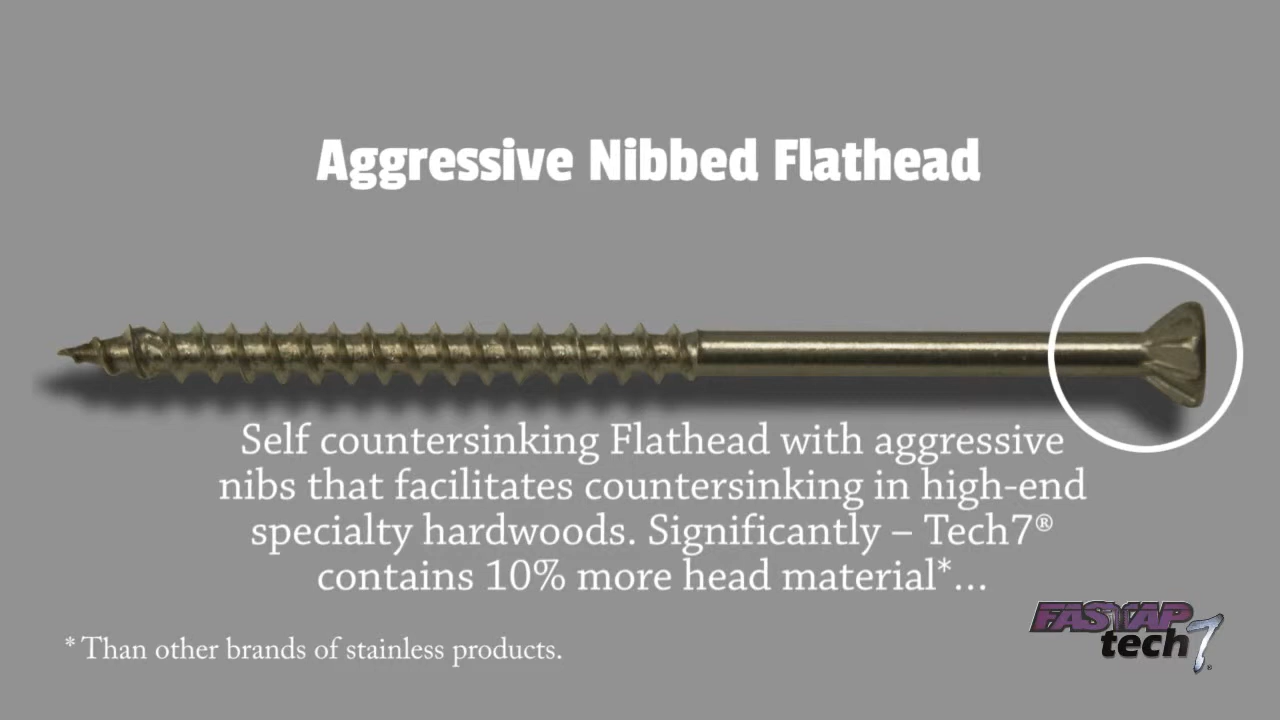 Aggressive Nibbed Flathead
Self countersinking Flathead with aggressive
nibs that facilitates countersinking in high-end
specialty hardwoods. Significantly – Tech7®
contains 10% more head material*...
* Than other brands of stainless products.
FASTAP
tech7®